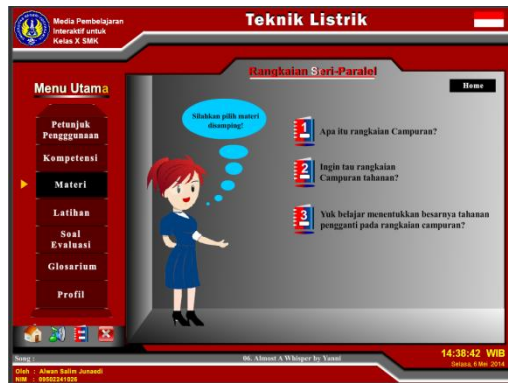 Media Pembelajaran
Interaktif untuk
Kelas X SMK
Teknik Listrik
Rangkaian Seri-Paralel
Home
Menu Utama
Petunjuk
Pengggunaan
Kompetensi
Materi
Latihan
Soal
Evaluasi
Glosarium
Profil
Silahkan pilih materi
disamping!
1 Apa itu rangkaian Campuran?
2 Ingin tau rangkaian
Campuran tahanan?
3 Yuk belajar menentukkan besarnya tahanan
pengganti pada rangkaian campuran?
Song :
06. Almost A Whisper by Yanni
14:38:42 WIB
Selasa, 6 Mei 2014
Oleh : Alwan Salim Junaedi
NIM : 09502241028